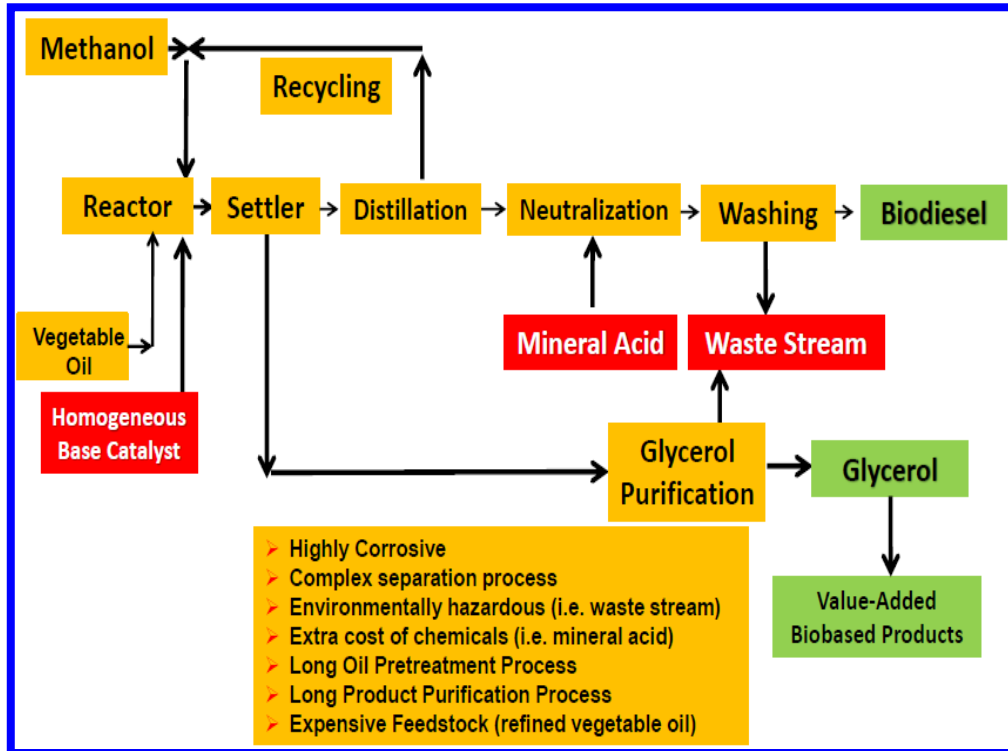 Methanol
Recycling
Reactor
Settler
Distillation
Neutralization
Washing
Biodiesel
Vegetable
Oil
Mineral Acid
Waste Stream
Homogeneous
Base Catalyst
Glycerol
Purification
Glycerol
Highly Corrosive
Complex separation process
Environmentally hazardous (i.e. waste stream)
Extra cost of chemicals (i.e. mineral acid)
Long Oil Pretreatment Process
Long Product Purification Process
Expensive Feedstock (refined vegetable oil)
Value-Added
Biobased Products